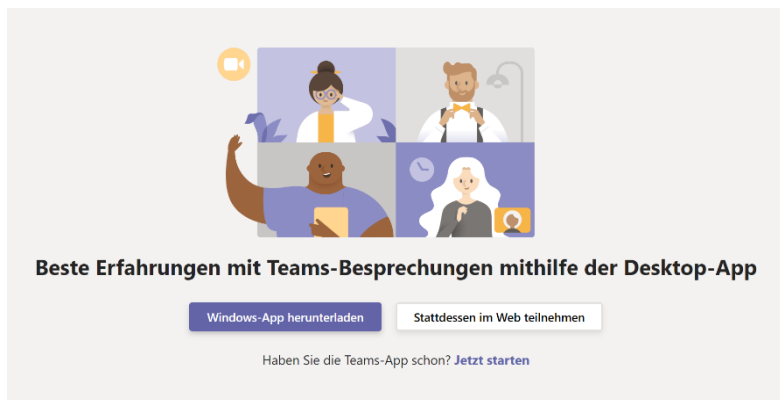 Beste Erfahrungen mit Teams-Besprechungen mithilfe der Desktop-App
Windows-App herunterladen
Stattdessen im Web teilnehmen
Haben Sie die Teams-App schon? Jetzt starten